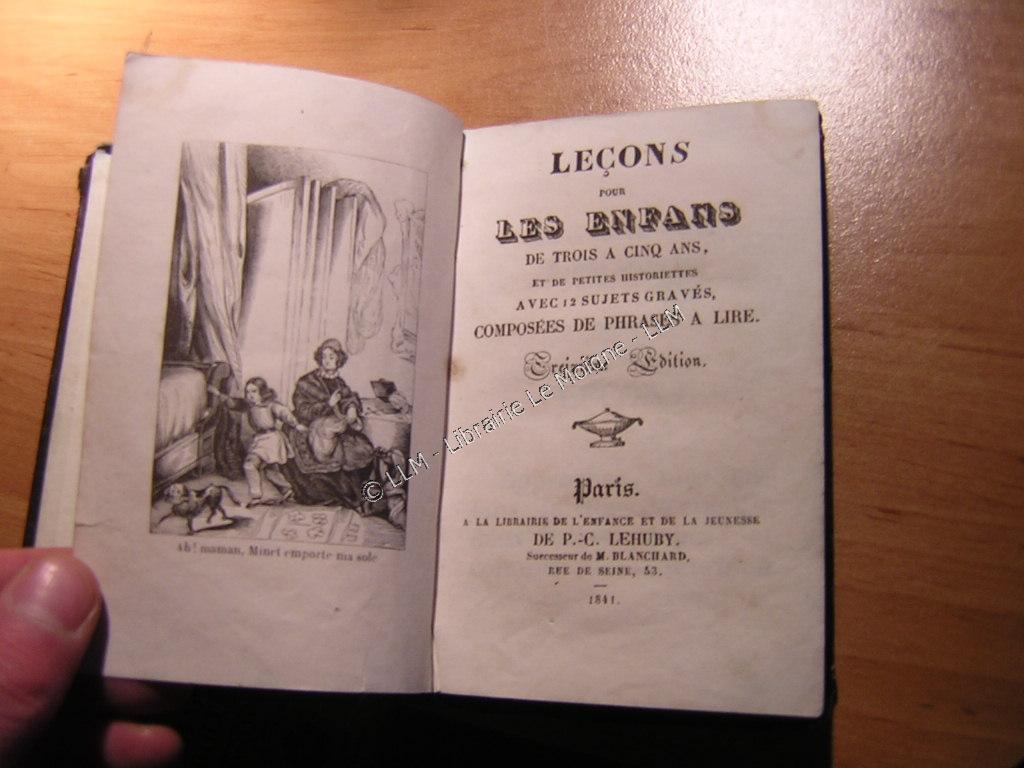 Ah! maman, Minet emporte ma sole
LEÇONS
POUR
LES ENFANS
DE TROIS A CINQ ANS,
ET DE PETITES HISTORIETTES
AVEC 12 SUJETS GRAVÉS,
COMPOSÉES DE PHRASES A LIRE.
Edition.
Paris.
A LA LIBRAIRIE DE L'ENFANCE ET DE LA JEUNESSE
DE P.-C. LEHUBY,
Successeur de M. BLANCHARD,
RUE DE SEINE, 53.
1841.
© LLM - Librairie Le Moigne - LLM